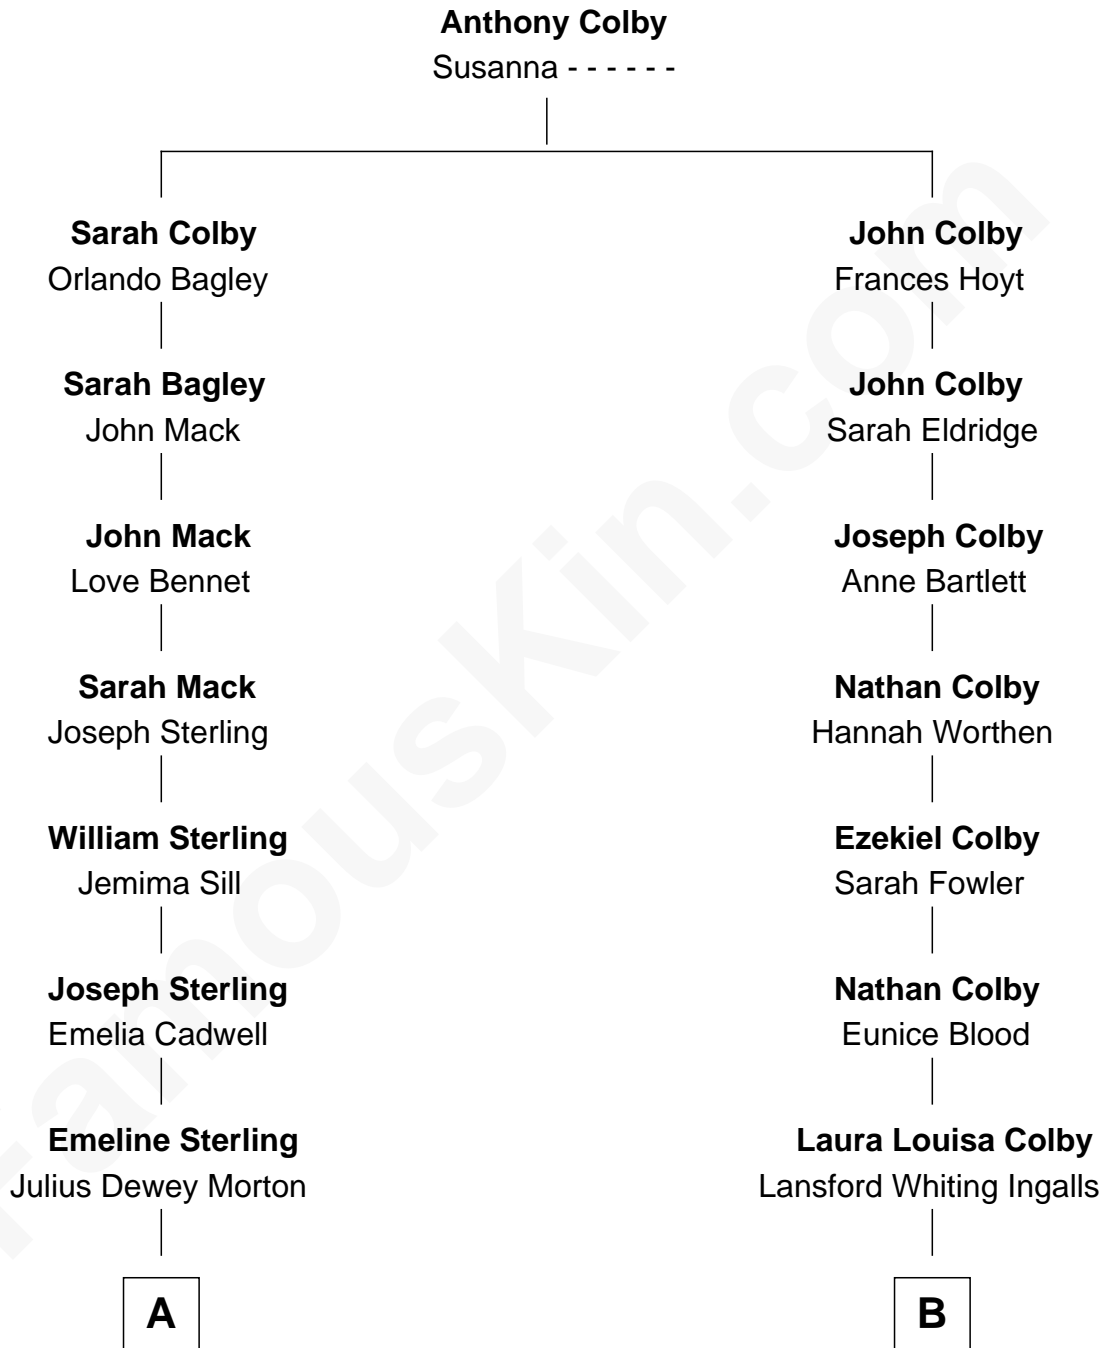 Anthony Colby
Susanna - - - - - -
Sarah Colby
Orlando Bagley
John Colby
Frances Hoyt
Sarah Bagley
John Mack
John Colby
Sarah Eldridge
John Mack
Love Bennet
Joseph Colby
Anne Bartlett
Sarah Mack
Joseph Sterling
Nathan Colby
Hannah Worthen
William Sterling
Jemima Sill
Ezekiel Colby
Sarah Fowler
Joseph Sterling
Emelia Cadwell
Nathan Colby
Eunice Blood
Emeline Sterling
Julius Dewey Morton
Laura Louisa Colby
Lansford Whiting Ingalls
A
B
FamousKin.com